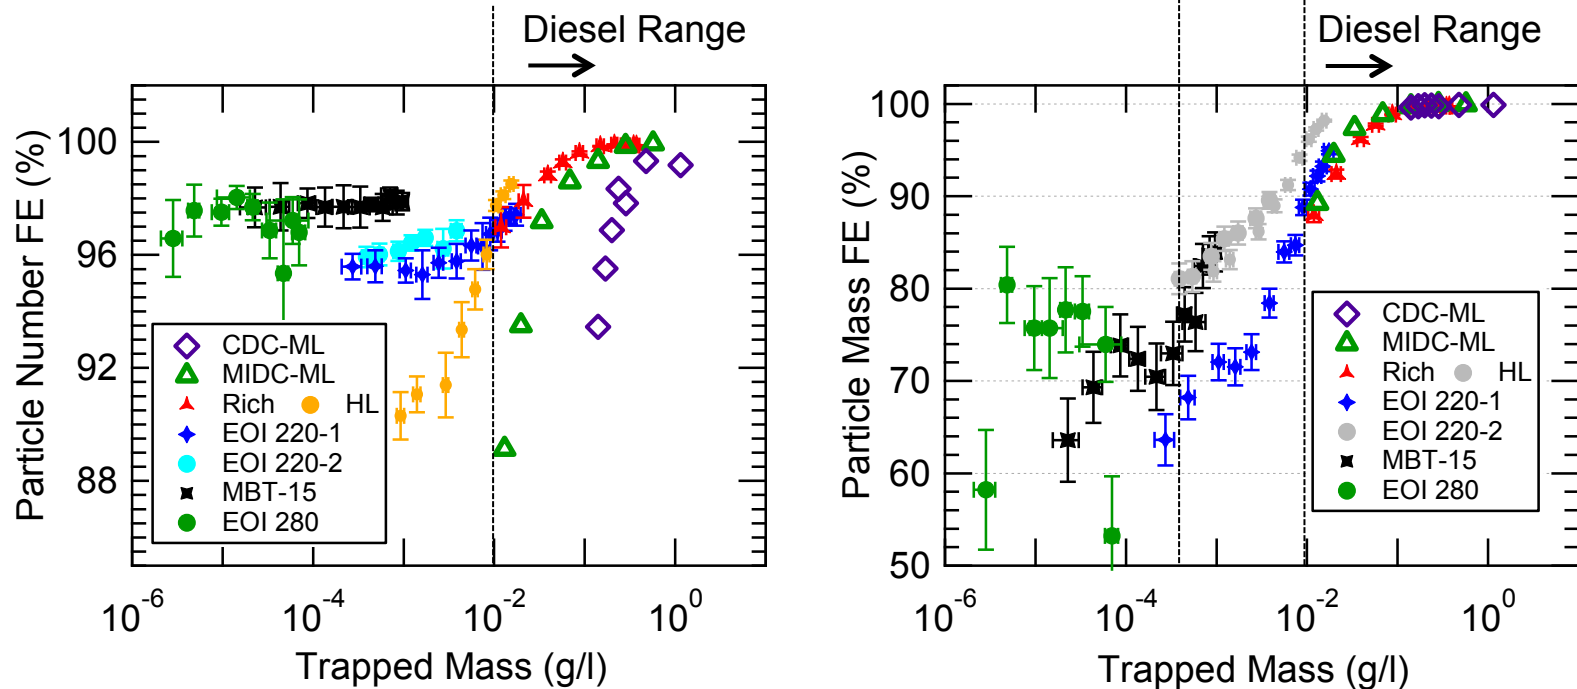 Diesel Range
Particle Number FE (%)
100
96
92
88
CDC-ML
MIDC-ML
Rich HL
EOI 220-1
EOI 220-2
MBT-15
EOI 280
10-6
10-4
10-2
100
Trapped Mass (g/l)
Diesel Range
Particle Mass FE (%)
100
90
80
70
60
50
CDC-ML
MIDC-ML
Rich HL
EOI 220-1
EOI 220-2
MBT-15
EOI 280
10-6
10-4
10-2
100
Trapped Mass (g/l)